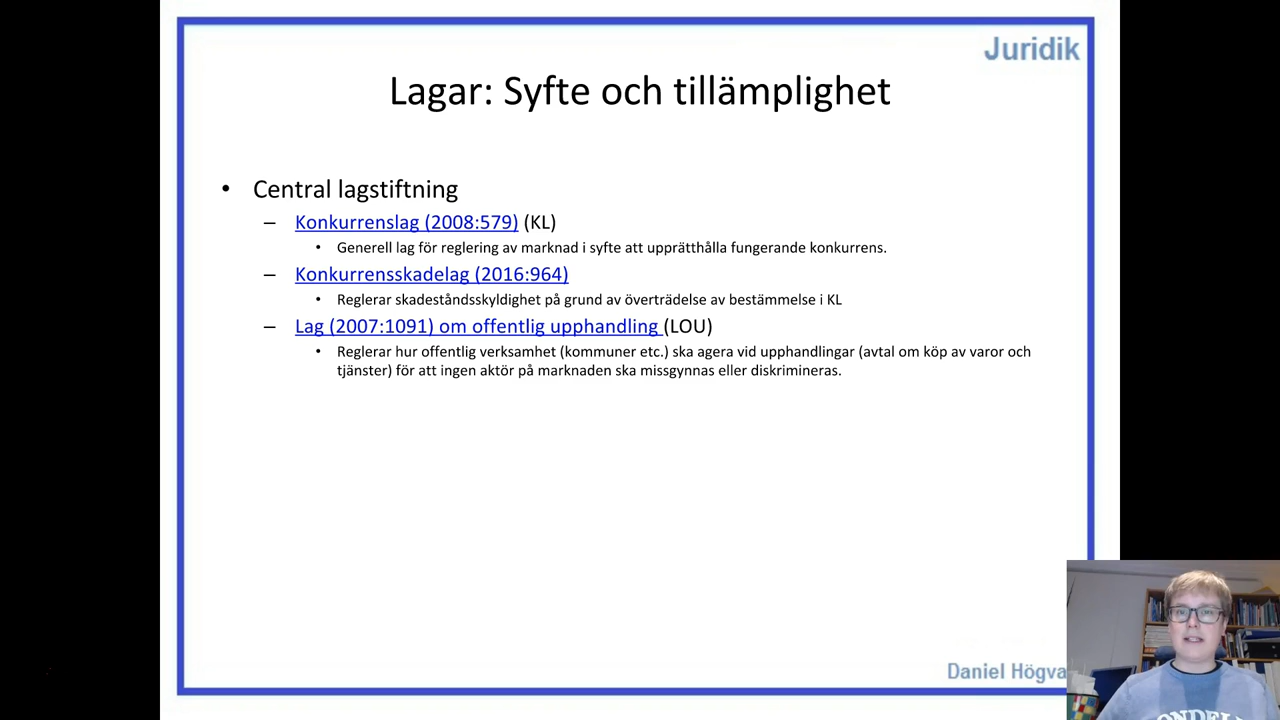 Juridik
Lagar: Syfte och tillämplighet
• Central lagstiftning
– Konkurrenslag (2008:579) (KL)
• Generell lag för reglering av marknad i syfte att upprätthålla fungerande konkurrens.
– Konkurrensskadelag (2016:964)
• Reglerar skadeståndsskyldighet på grund av överträdelse av bestämmelse i KL
– Lag (2007:1091) om offentlig upphandling (LOU)
• Reglerar hur offentlig verksamhet (kommuner etc.) ska agera vid upphandlingar (avtal om köp av varor och
tjänster) för att ingen aktör på marknaden ska missgynnas eller diskrimineras.
Daniel Högva